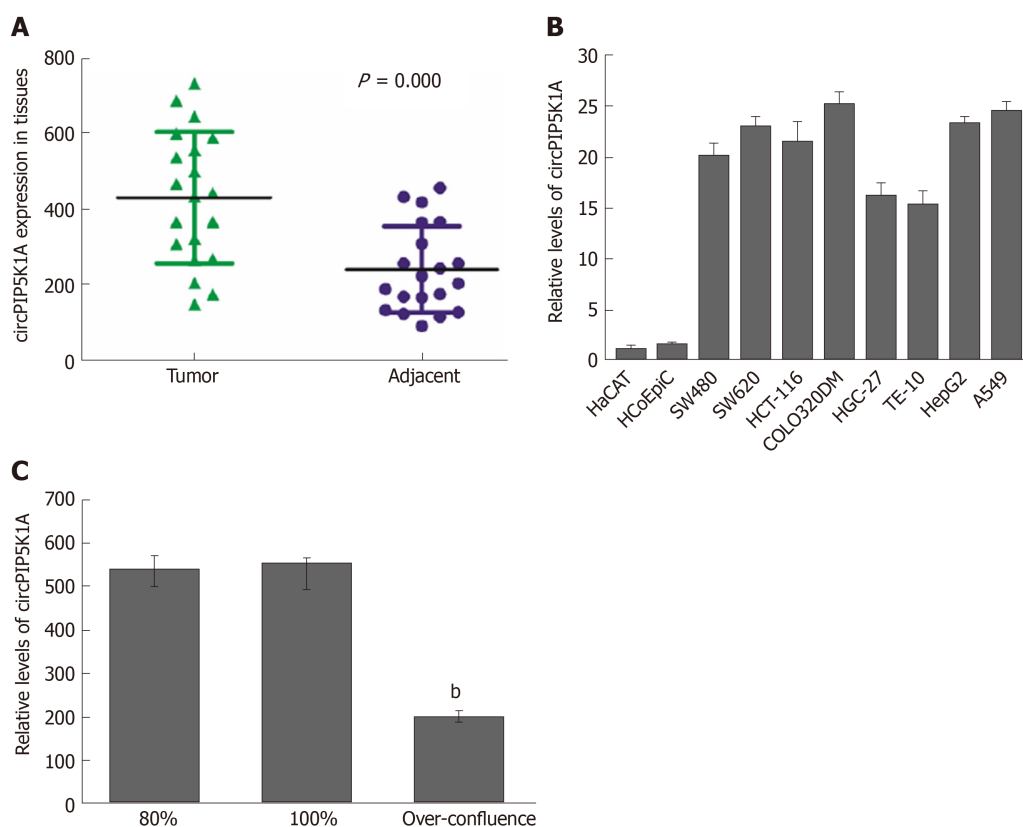 A
circPIP5K1A expression in tissues
800
600
400
200
0
P = 0.000
Tumor
Adjacent
B
Relative levels of circPIP5K1A
30
25
20
15
10
5
0
HaCAT
HCoEpiC
SW480
SW620
HCT-116
COLO320DM
HGC-27
TE-10
HepG2
A549
C
Relative levels of circPIP5K1A
700
600
500
400
300
200
100
0
b
80%
100%
Over-confluence